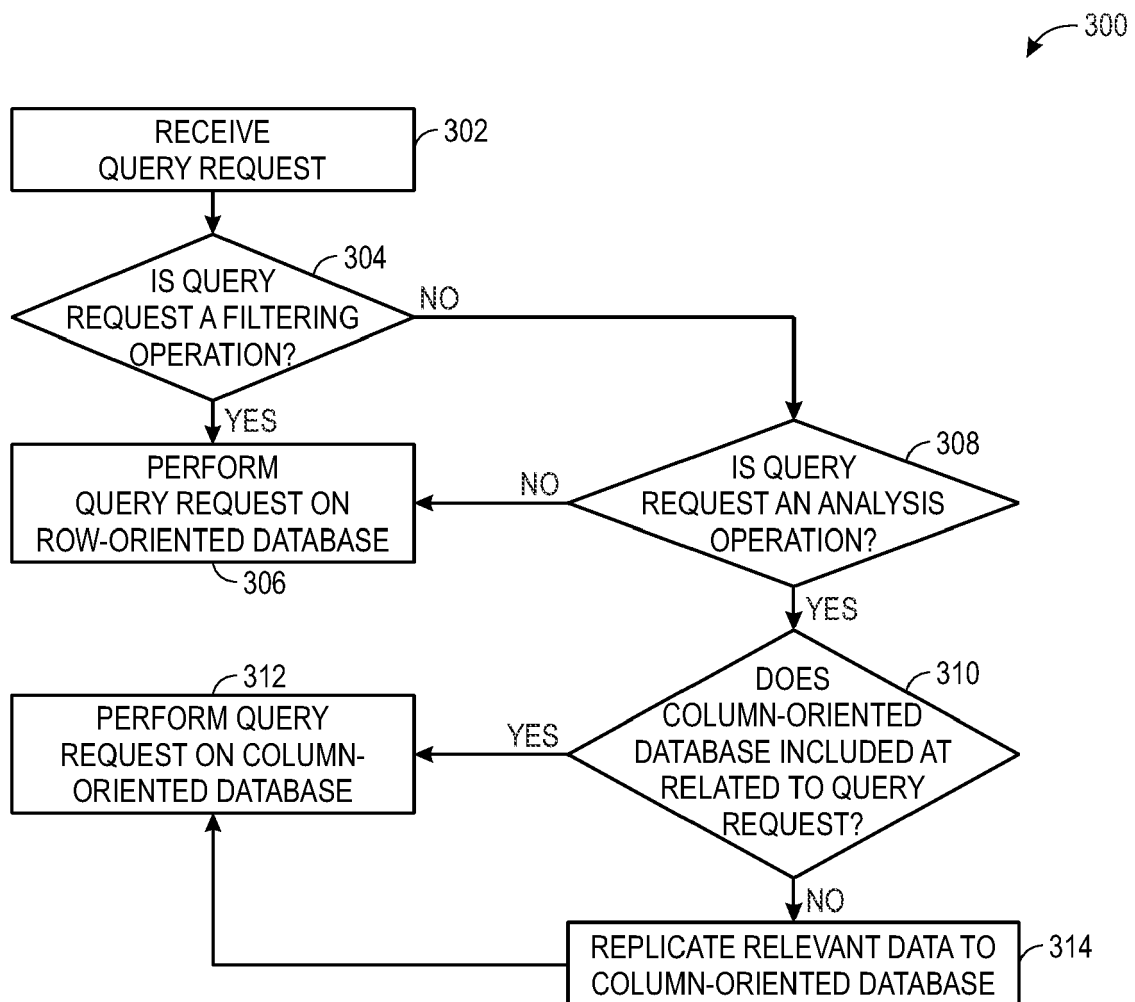 300
RECEIVE
QUERY REQUEST
302
IS QUERY
REQUEST A FILTERING
OPERATION?
304
NO
YES
PERFORM
QUERY REQUEST ON
ROW-ORIENTED DATABASE
306
IS QUERY
REQUEST AN ANALYSIS
OPERATION?
308
NO
YES
DOES
COLUMN-ORIENTED
DATABASE INCLUDED AT
RELATED TO QUERY
REQUEST?
310
YES
312
PERFORM QUERY
REQUEST ON COLUMN-
ORIENTED DATABASE
NO
REPLICATE RELEVANT DATA TO
COLUMN-ORIENTED DATABASE
314